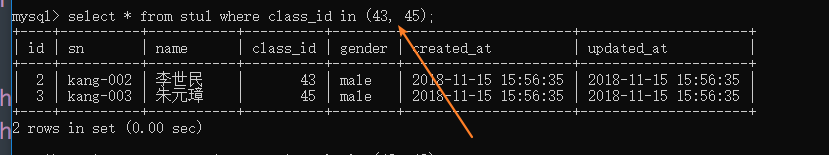 mysql> select * from stu1 where class_id in (43, 45);
| id | sn | name | class_id | gender | created_at | updated_at |
| 2 | kang-002 | 李世民 | 43 | male | 2018-11-15 15:56:35 | 2018-11-15 15:56:35 |
| 3 | kang-003 | 朱元璋 | 45 | male | 2018-11-15 15:56:35 | 2018-11-15 15:56:35 |
2 rows in set (0.00 sec)